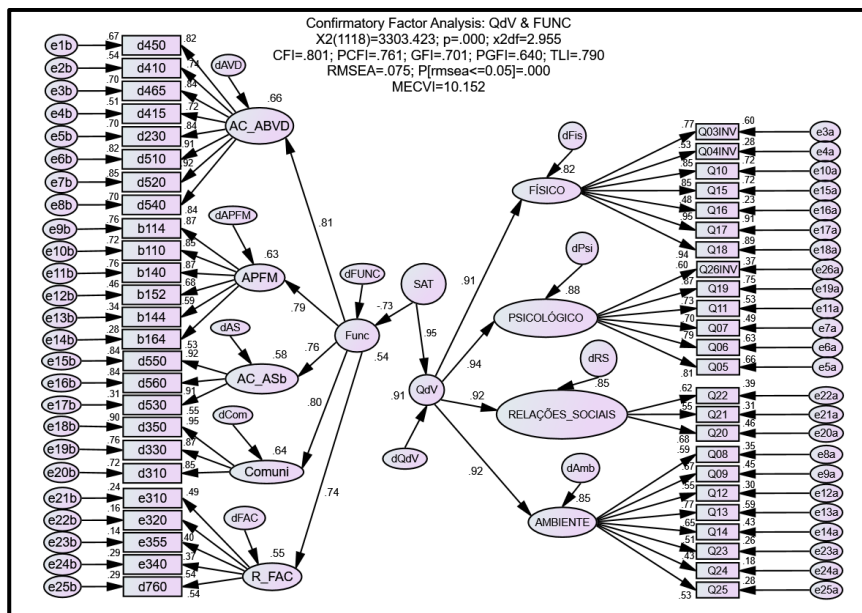 Confirmatory Factor Analysis: QdV & FUNC
X2(1118)=3303.423; p=.000; x2df=2.955
CFI=.801; PCFI=.761; GFI=.701; PGFI=.640; TLI=.790
RMSEA=.075; P[rmsea<=0.05]=.000
MECVI=10.152
e1b .67 d450 .82
e2b .54 d410 .74
e3b .70 d465 .84
e4b .51 d415 .72
e5b .70 d230 .84
e6b .82 d510 .91
e7b .85 d520 .92
e8b .70 d540 .84
dAVD
.66
AC_ABVD
.81
e9b .76 b114 .87
e10b .72 b110 .85
e11b .76 b140 .87
e12b .46 b152 .68
e13b .34 b144 .59
e14b .28 b164 .53
dAPFM
.63
APFM
.79
e15b .84 d550 .92
e16b .84 d560 .91
e17b .31 d530 .55
dAS
.58
AC_ASb
.76
e18b .90 d350 .95
e19b .76 d330 .87
e20b .72 d310 .85
dCom
.64
Comuni
.80
e21b .24 e310 .49
e22b .16 e320 .40
e23b .14 e355 .37
e24b .29 e340 .54
e25b .29 d760 .54
dFAC
.55
R_FAC
.74
dFUNC
Func
.54
-.73
SAT
.95
.91
QdV
dQdV
.91
.94
.92
.92
dFis
.82
FÍSICO
.77 Q03INV .60 e3a
.53 Q04INV .28 e4a
.85 Q10 .72 e10a
.85 Q15 .72 e15a
.48 Q16 .23 e16a
.95 Q17 .91 e17a
.94 Q18 .89 e18a
dPsi
.88
PSICOLÓGICO
.60 Q26INV .37 e26a
.87 Q19 .75 e19a
.73 Q11 .53 e11a
.70 Q07 .49 e7a
.79 Q06 .63 e6a
.81 Q05 .66 e5a
dRS
.85
RELAÇÕES_SOCIAIS
.62 Q22 .39 e22a
.55 Q21 .31 e21a
.68 Q20 .46 e20a
dAmb
.85
AMBIENTE
.59 Q08 .35 e8a
.67 Q09 .45 e9a
.55 Q12 .30 e12a
.77 Q13 .59 e13a
.65 Q14 .43 e14a
.51 Q23 .26 e23a
.43 Q24 .18 e24a
.53 Q25 .28 e25a